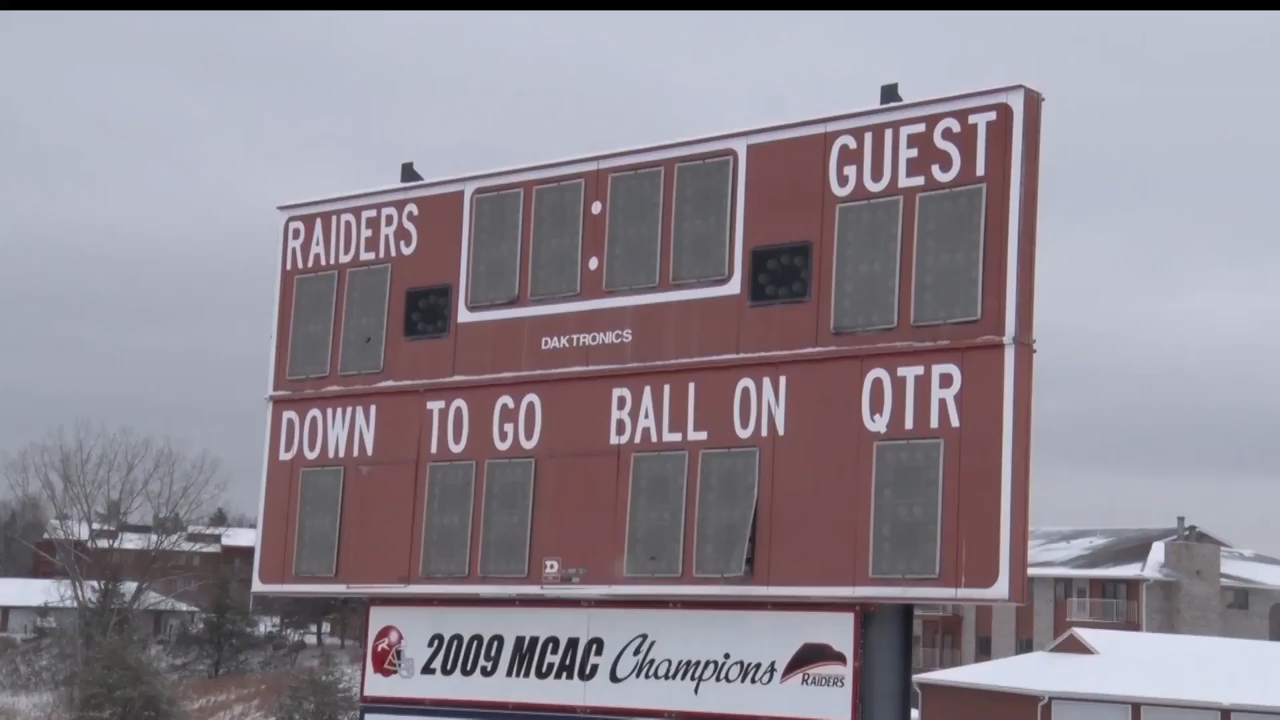 RAIDERS : GUEST
DAKTRONICS
DOWN TO GO BALL ON QTR
2009 MCAC Champions RAIDERS